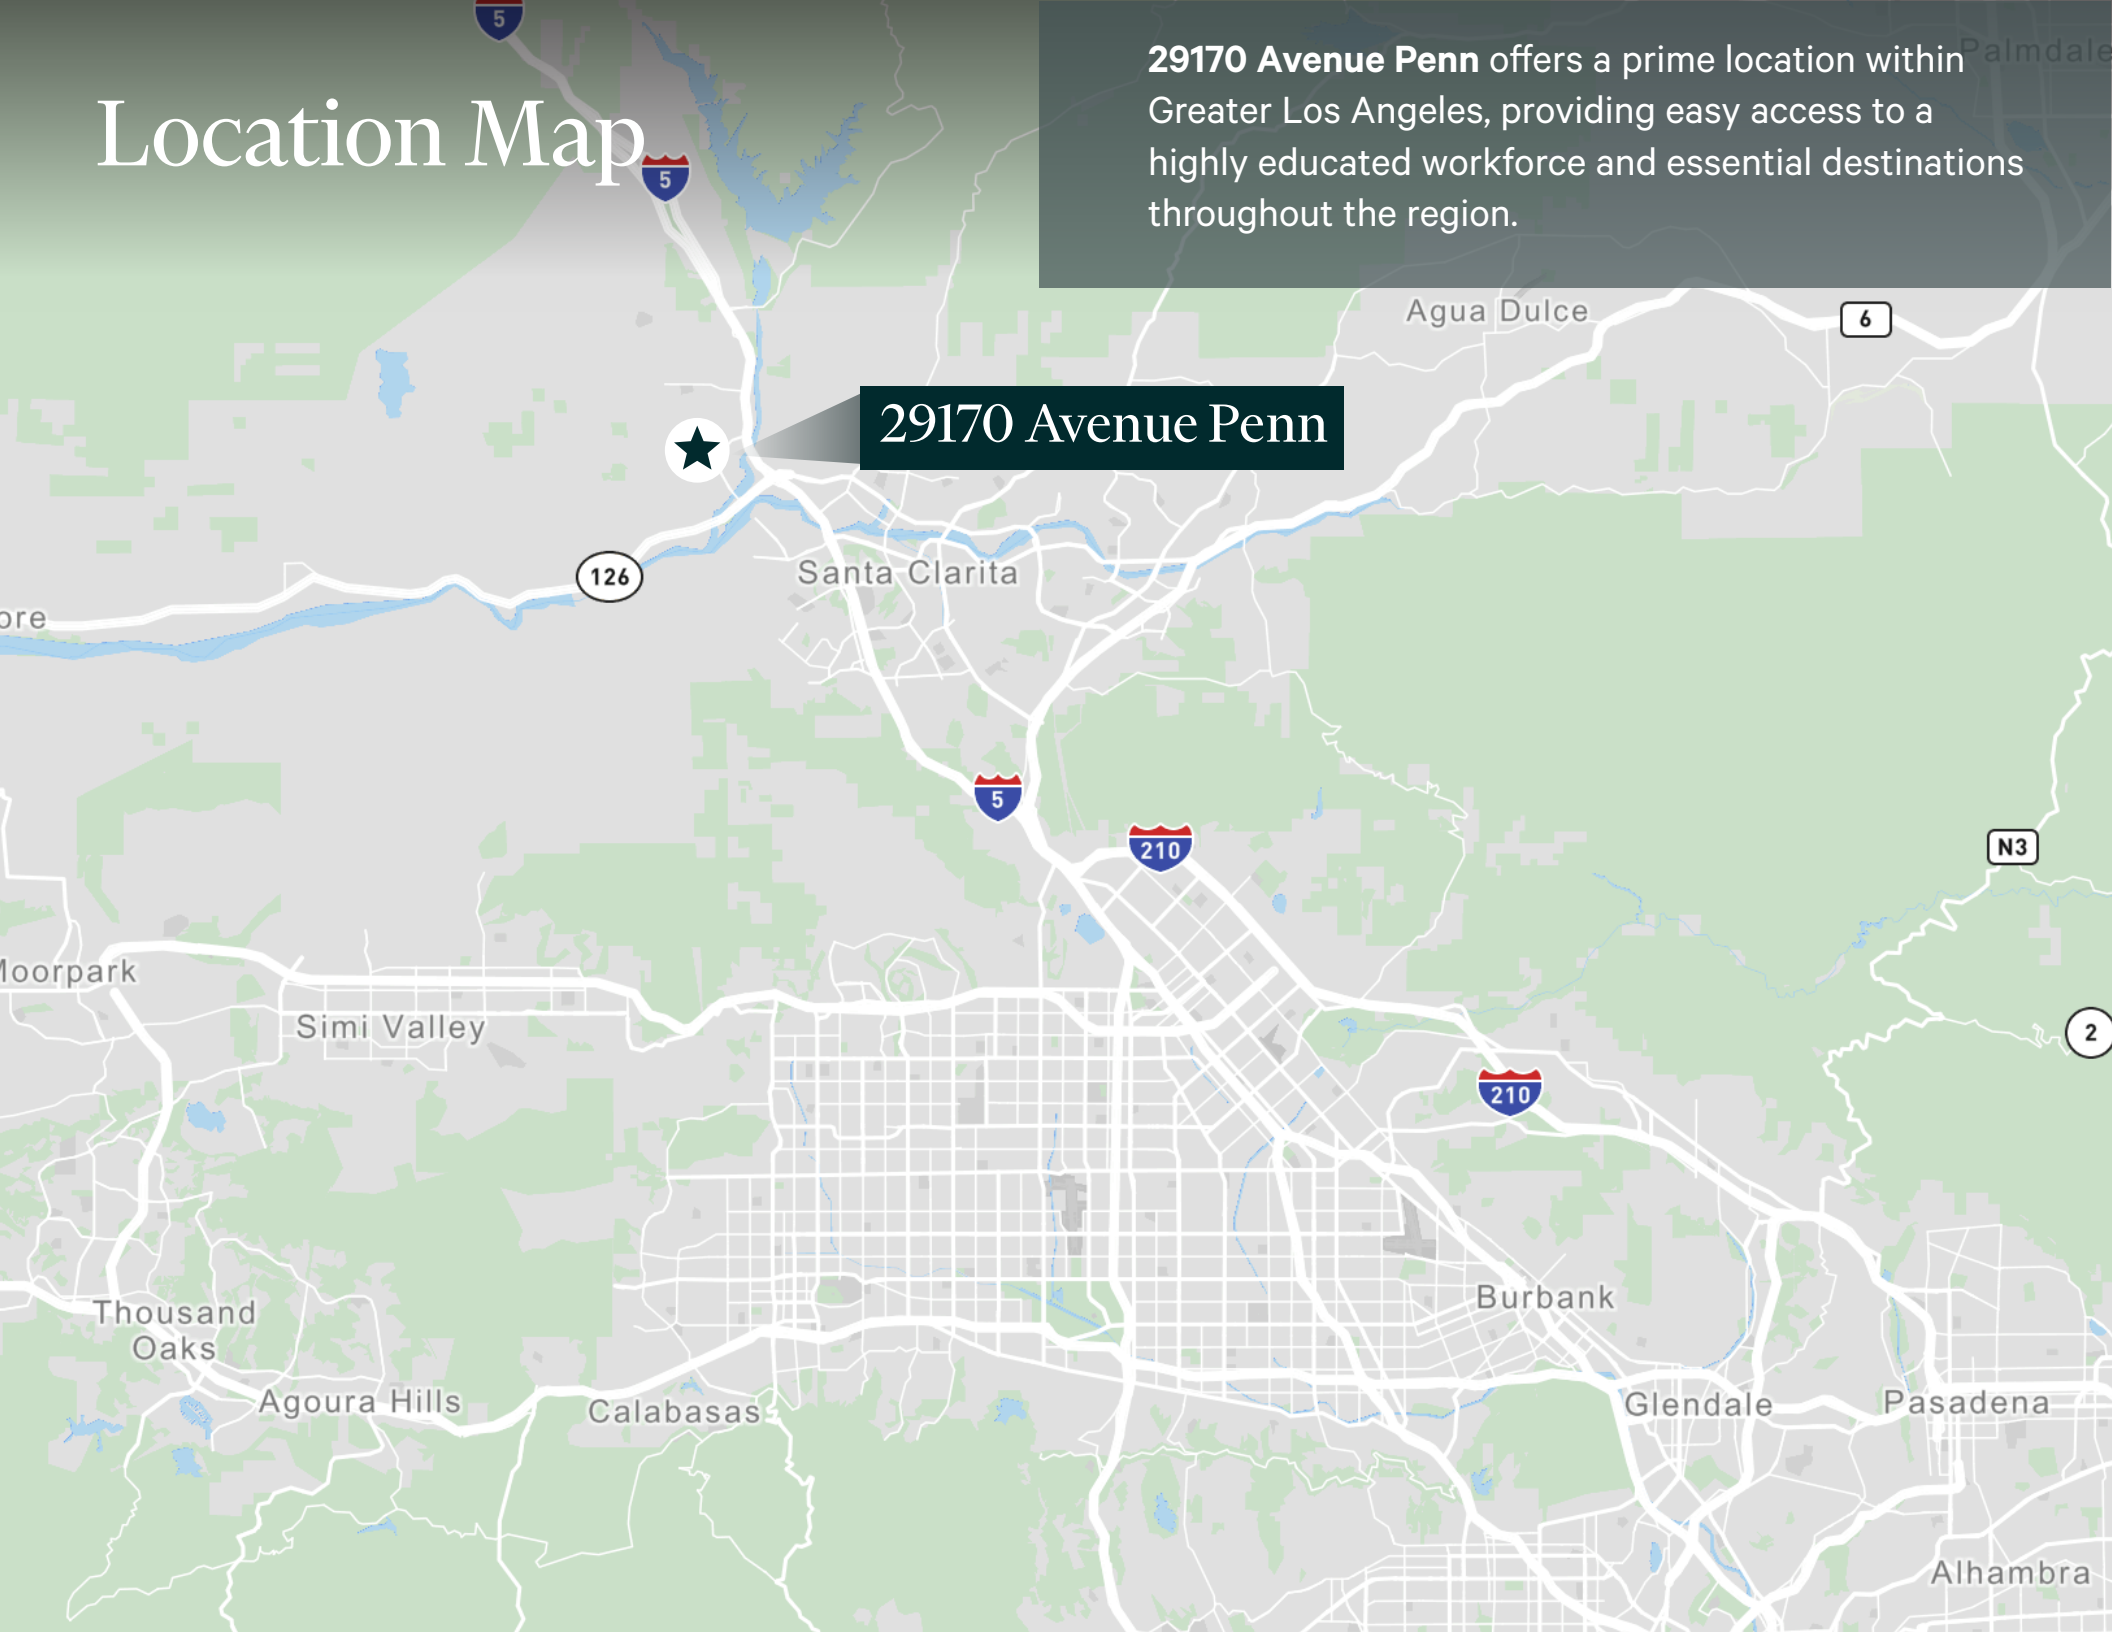 5
Location Map
5
29170 Avenue Penn offers a prime location within
Greater Los Angeles, providing easy access to a
highly educated workforce and essential destinations
throughout the region.
Palmdale
Agua Dulce
6
29170 Avenue Penn
126
Santa Clarita
ore
5
210
N3
Moorpark
Simi Valley
2
210
Thousand
Oaks
Burbank
Agoura Hills
Calabasas
Glendale
Pasadena
Alhambra